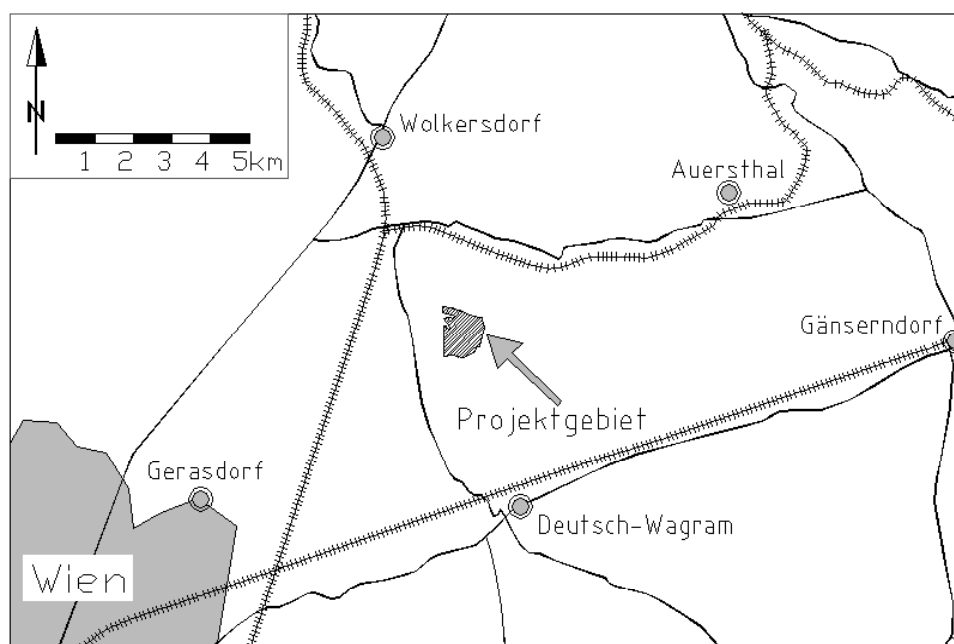 N
1 2 3 4 5km
Wolkersdorf
Auersthal
Gänserndorf
Projektgebiet
Gerasdorf
Deutsch-Wagram
Wien